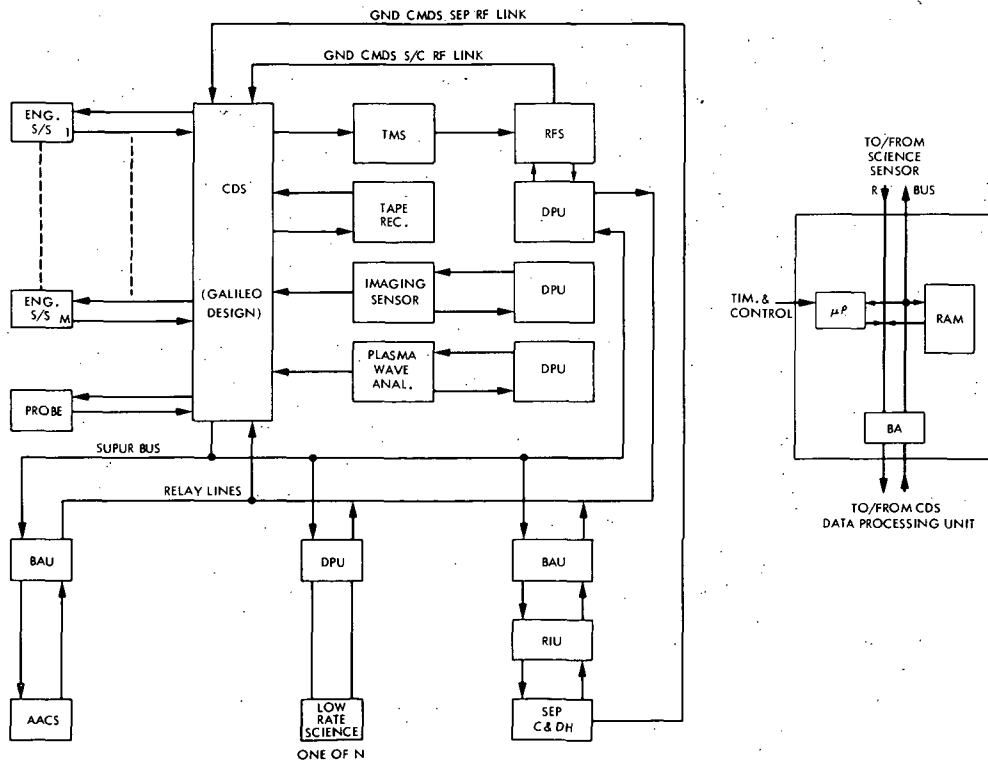 GND CMDS SEP RF LINK
GND CMDS S/C RF LINK
ENG.
S/S 1
CDS
(GALILEO
DESIGN)
TMS
RFS
TAPE
REC.
DPU
IMAGING
SENSOR
DPU
ENG.
S/S M
PLASMA
WAVE
ANAL.
DPU
PROBE
SUPUR BUS
RELAY LINES
BAU
DPU
BAU
RIU
AACS
LOW
RATE
SCIENCE
SEP
C & DH
ONE OF N
TO/FROM
SCIENCE
SENSOR
R BUS
TIM. &
CONTROL
μP
RAM
BA
TO/FROM CDS
DATA PROCESSING UNIT